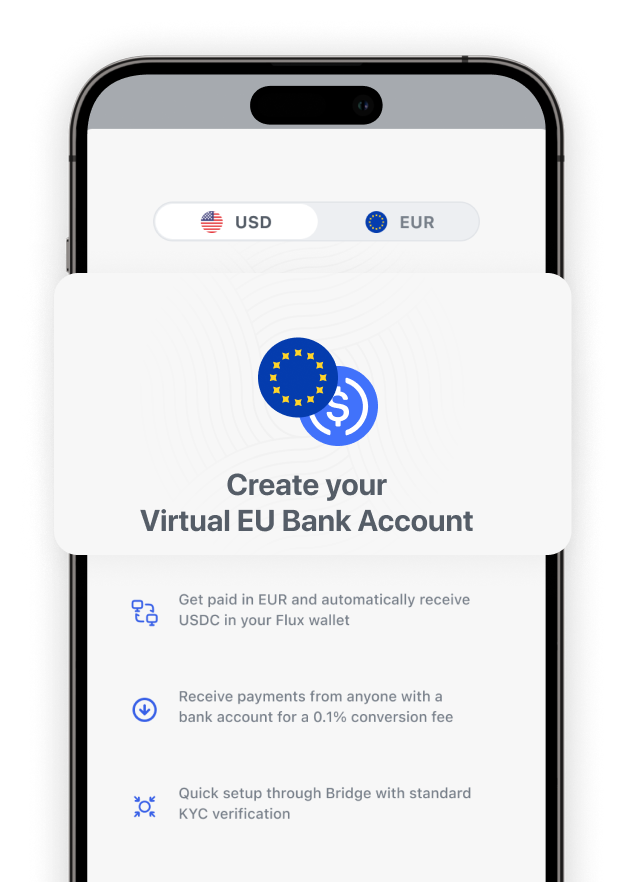 USD
EUR
Create your
Virtual EU Bank Account
Get paid in EUR and automatically receive
USDC in your Flux wallet
Receive payments from anyone with a
bank account for a 0.1% conversion fee
Quick setup through Bridge with standard
KYC verification